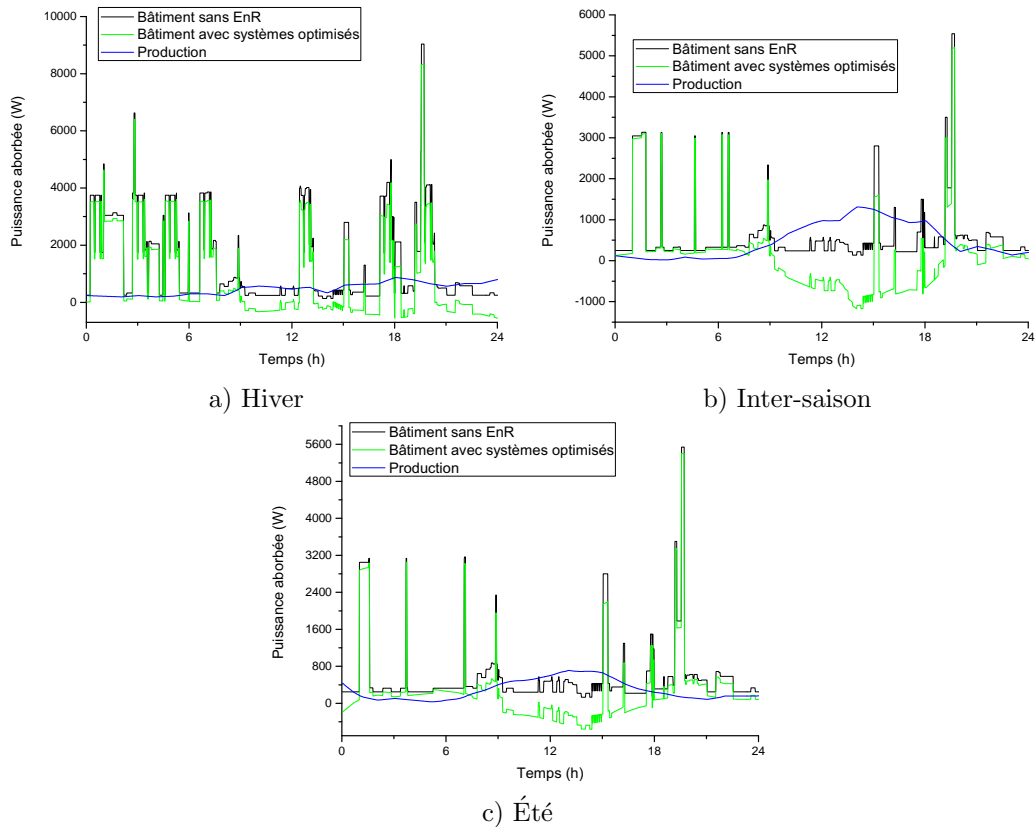 Bâtiment sans EnR
Bâtiment avec systèmes optimisés
Production
Puissance aborbée (W)
10000
8000
6000
4000
2000
0
0 6 12 18 24
Temps (h)
a) Hiver
Bâtiment sans EnR
Bâtiment avec systèmes optimisés
Production
Puissance aborbée (W)
6000
5000
4000
3000
2000
1000
0
-1000
0 6 12 18 24
Temps (h)
b) Inter-saison
Bâtiment sans EnR
Bâtiment avec systèmes optimisés
Production
Puissance aborbée (W)
5600
4800
4000
3200
2400
1600
800
0
0 6 12 18 24
Temps (h)
c) Été